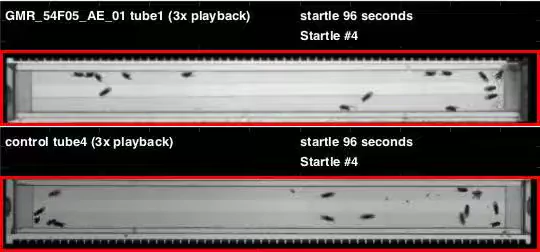 GMR_54F05_AE_01 tube1 (3x playback)
startle 96 seconds
Startle #4
control tube4 (3x playback)
startle 96 seconds
Startle #4